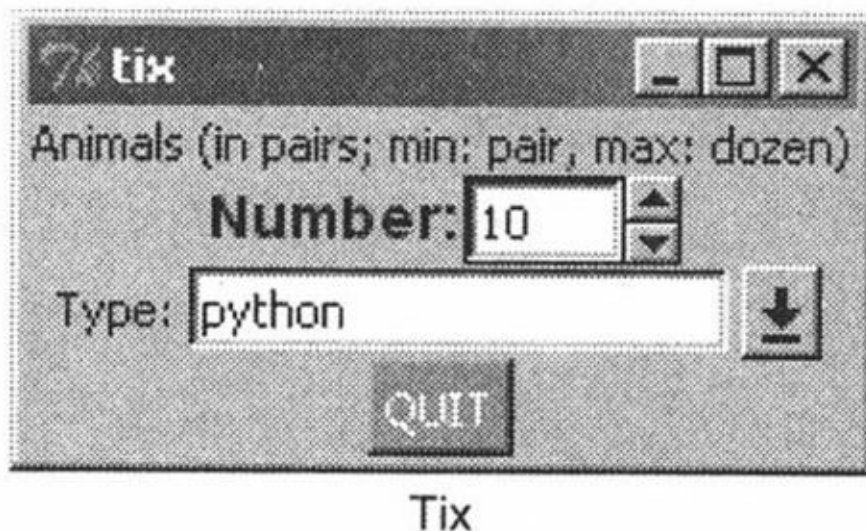 tix
Animals (in pairs; min: pair, max: dozen)
Number: 10
Type: python
QUIT
Tix